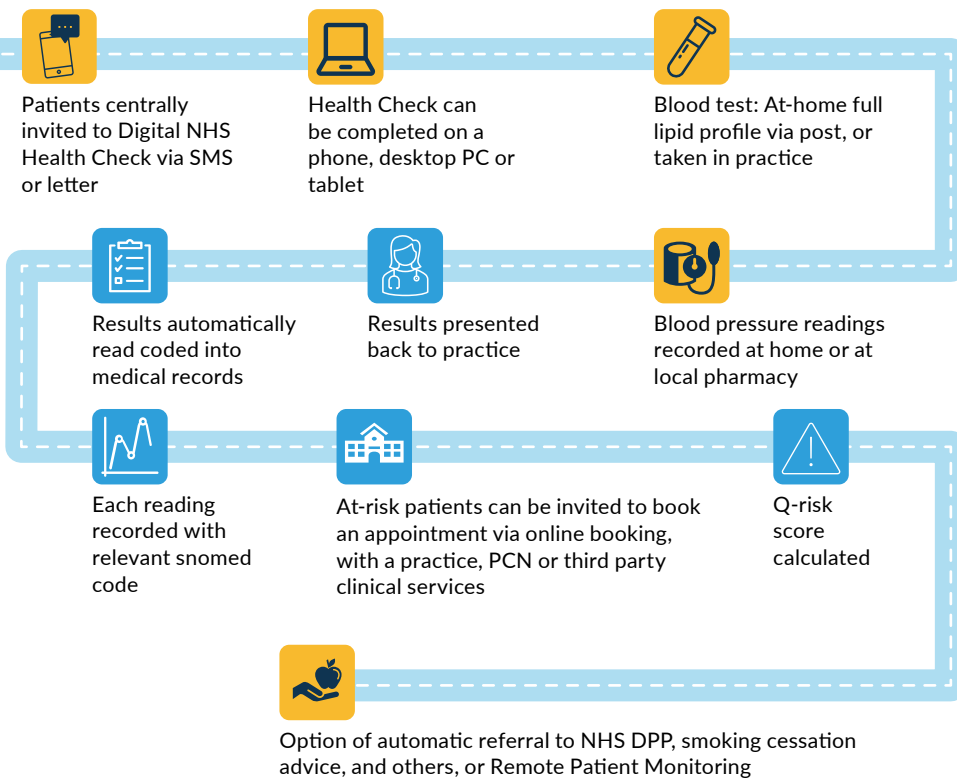 Patients centrally
invited to Digital NHS
Health Check via SMS
or letter
Health Check can
be completed on a
phone, desktop PC or
tablet
Blood test: At-home full
lipid profile via post, or
taken in practice
Results automatically
read coded into
medical records
Results presented
back to practice
Blood pressure readings
recorded at home or at
local pharmacy
Each reading
recorded with
relevant snomed
code
At-risk patients can be invited to book
an appointment via online booking,
with a practice, PCN or third party
clinical services
Q-risk
score
calculated
Option of automatic referral to NHS DPP, smoking cessation
advice, and others, or Remote Patient Monitoring